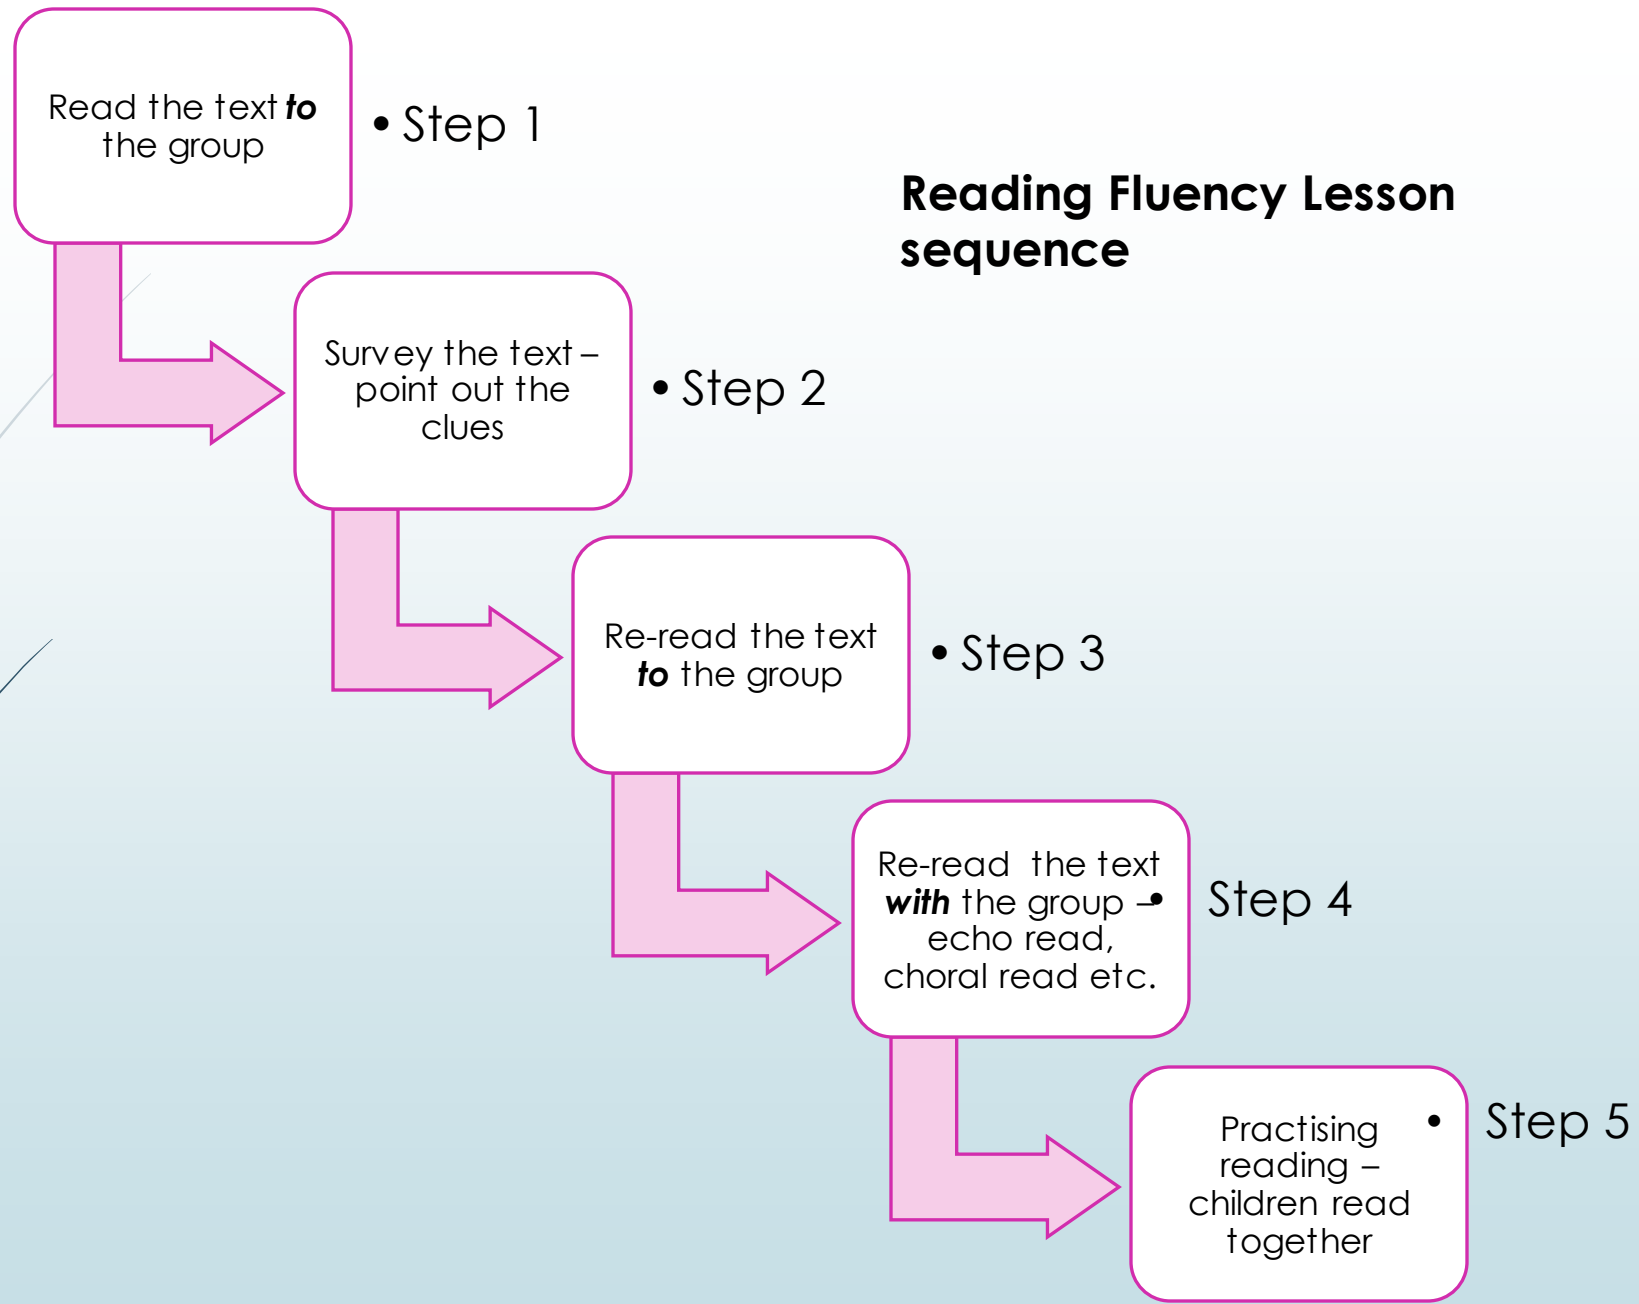 Read the text to
the group
• Step 1
Reading Fluency Lesson
sequence
Survey the text –
point out the
clues
• Step 2
Re-read the text
to the group
• Step 3
Re-read the text
with the group –
echo read,
choral read etc.
• Step 4
Practising
reading –
children read
together
• Step 5